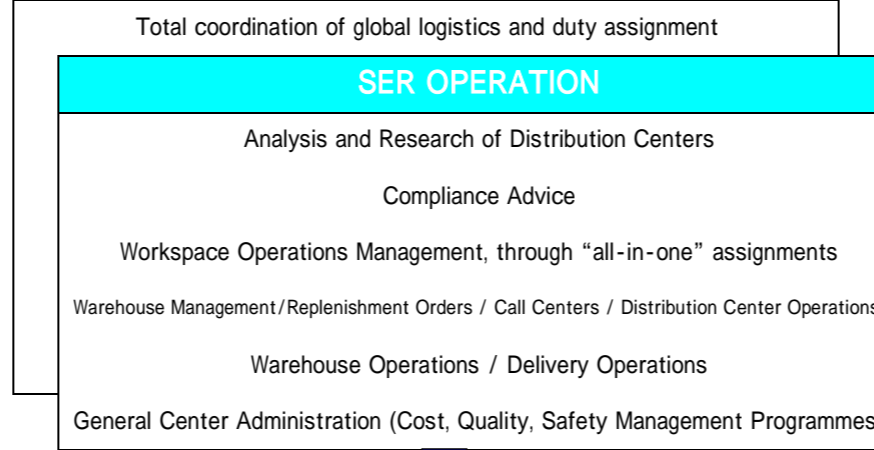 Total coordination of global logistics and duty assignment
SER OPERATION
Analysis and Research of Distribution Centers
Compliance Advice
Workspace Operations Management, through “all-in-one” assignments
Warehouse Management/Replenishment Orders / Call Centers / Distribution Center Operations
Warehouse Operations / Delivery Operations
General Center Administration (Cost, Quality, Safety Management Programmes